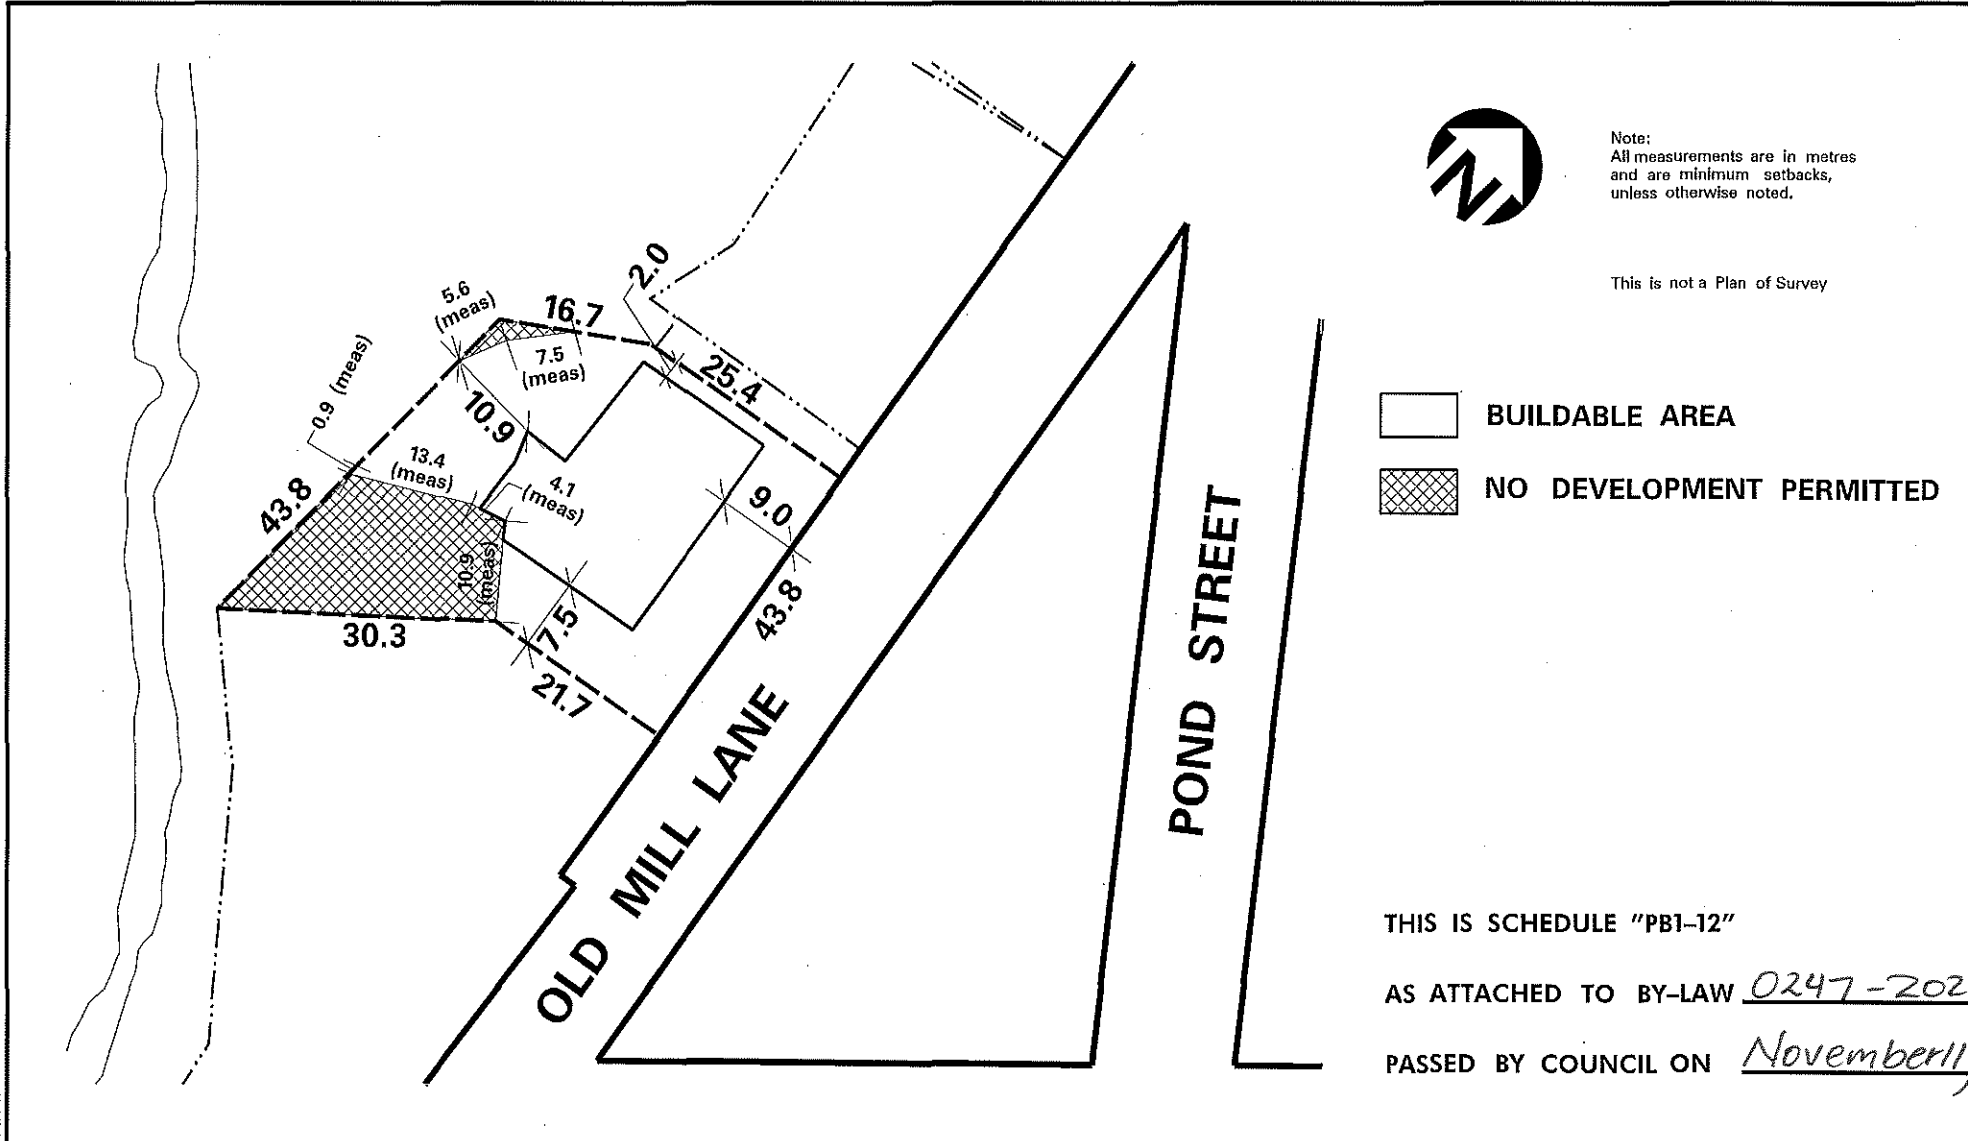 N
Note:
All measurements are in metres
and are minimum setbacks,
unless otherwise noted.
This is not a Plan of Survey
2.0
5.6
(meas)
16.7
7.5
(meas)
25.4
0.9 (meas)
10.9
13.4
(meas)
4.1
(meas)
43.8
9.0
10.9
(meas)
43.8
30.3
7.5
21.7
BUILDABLE AREA
NO DEVELOPMENT PERMITTED
OLD MILL LANE
POND STREET
THIS IS SCHEDULE "PB1–12"
AS ATTACHED TO BY–LAW 0247-202
PASSED BY COUNCIL ON November 11,